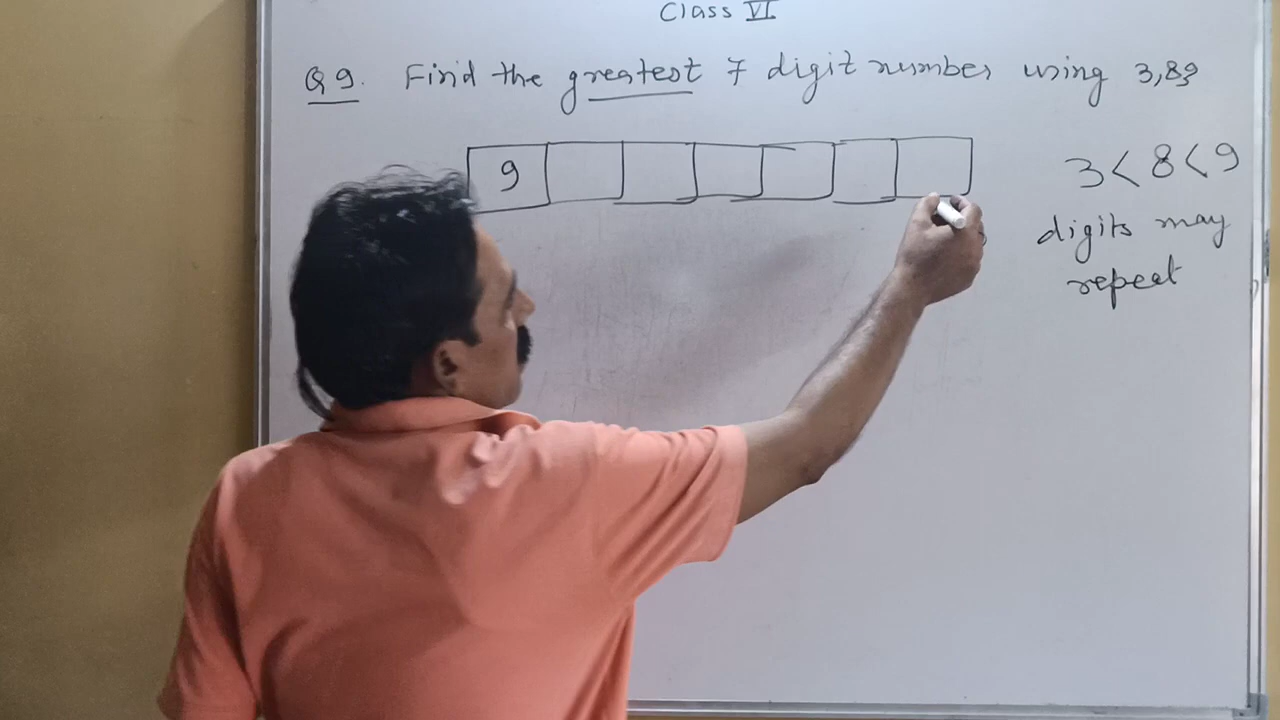 Class VI
Q 9. Find the greatest 7 digit number using 3,8,9
9
3 < 8 < 9
digits may
repeat